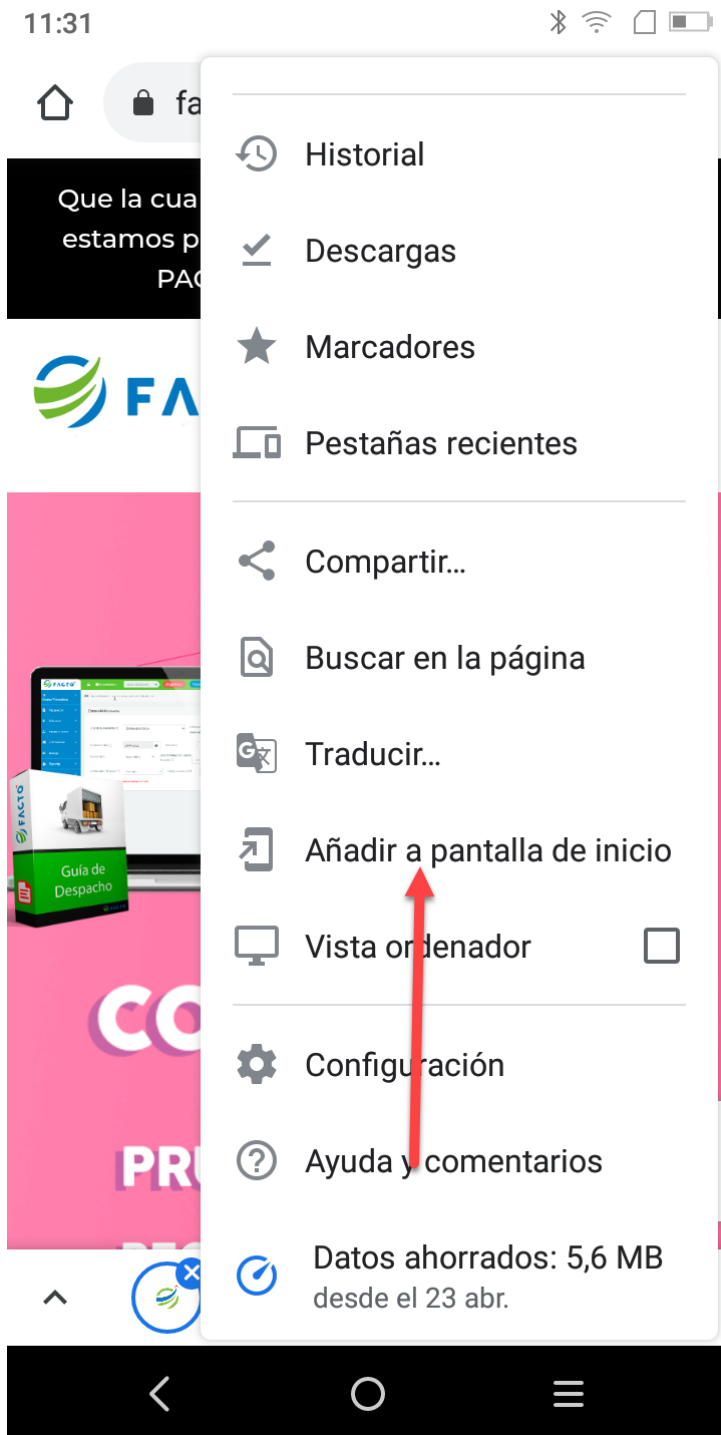 11:31
fa
Que la cua
estamos p
PAC
FA
Historial
Descargas
Marcadores
Pestañas recientes
Compartir...
Buscar en la página
Traducir...
Añadir a pantalla de inicio
Vista ordenador
Configuración
Ayuda y comentarios
Datos ahorrados: 5,6 MB
desde el 23 abr.
FACTO
FACTO
Guía de
Despacho
CO
PRU